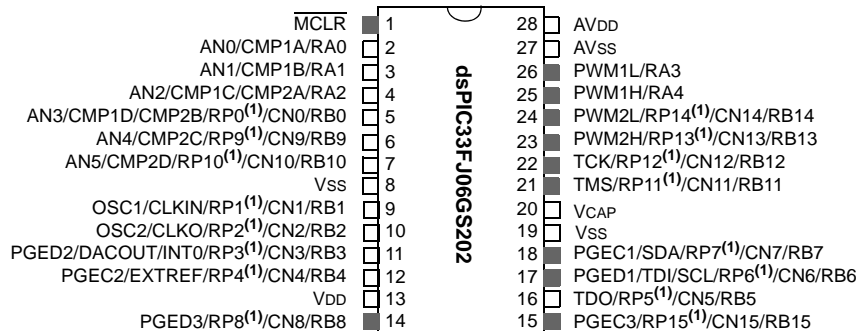 MCLR 1
AN0/CMP1A/RA0 2
AN1/CMP1B/RA1 3
AN2/CMP1C/CMP2A/RA2 4
AN3/CMP1D/CMP2B/RP0(1)/CN0/RB0 5
AN4/CMP2C/RP9(1)/CN9/RB9 6
AN5/CMP2D/RP10(1)/CN10/RB10 7
VSS 8
OSC1/CLKIN/RP1(1)/CN1/RB1 9
OSC2/CLKO/RP2(1)/CN2/RB2 10
PGED2/DACOUT/INT0/RP3(1)/CN3/RB3 11
PGEC2/EXTREF/RP4(1)/CN4/RB4 12
VDD 13
PGED3/RP8(1)/CN8/RB8 14
dsPIC33FJ06GS202
28 AVDD
27 AVSS
26 PWM1L/RA3
25 PWM1H/RA4
24 PWM2L/RP14(1)/CN14/RB14
23 PWM2H/RP13(1)/CN13/RB13
22 TCK/RP12(1)/CN12/RB12
21 TMS/RP11(1)/CN11/RB11
20 VCAP
19 VSS
18 PGEC1/SDA/RP7(1)/CN7/RB7
17 PGED1/TDI/SCL/RP6(1)/CN6/RB6
16 TDO/RP5(1)/CN5/RB5
15 PGEC3/RP15(1)/CN15/RB15